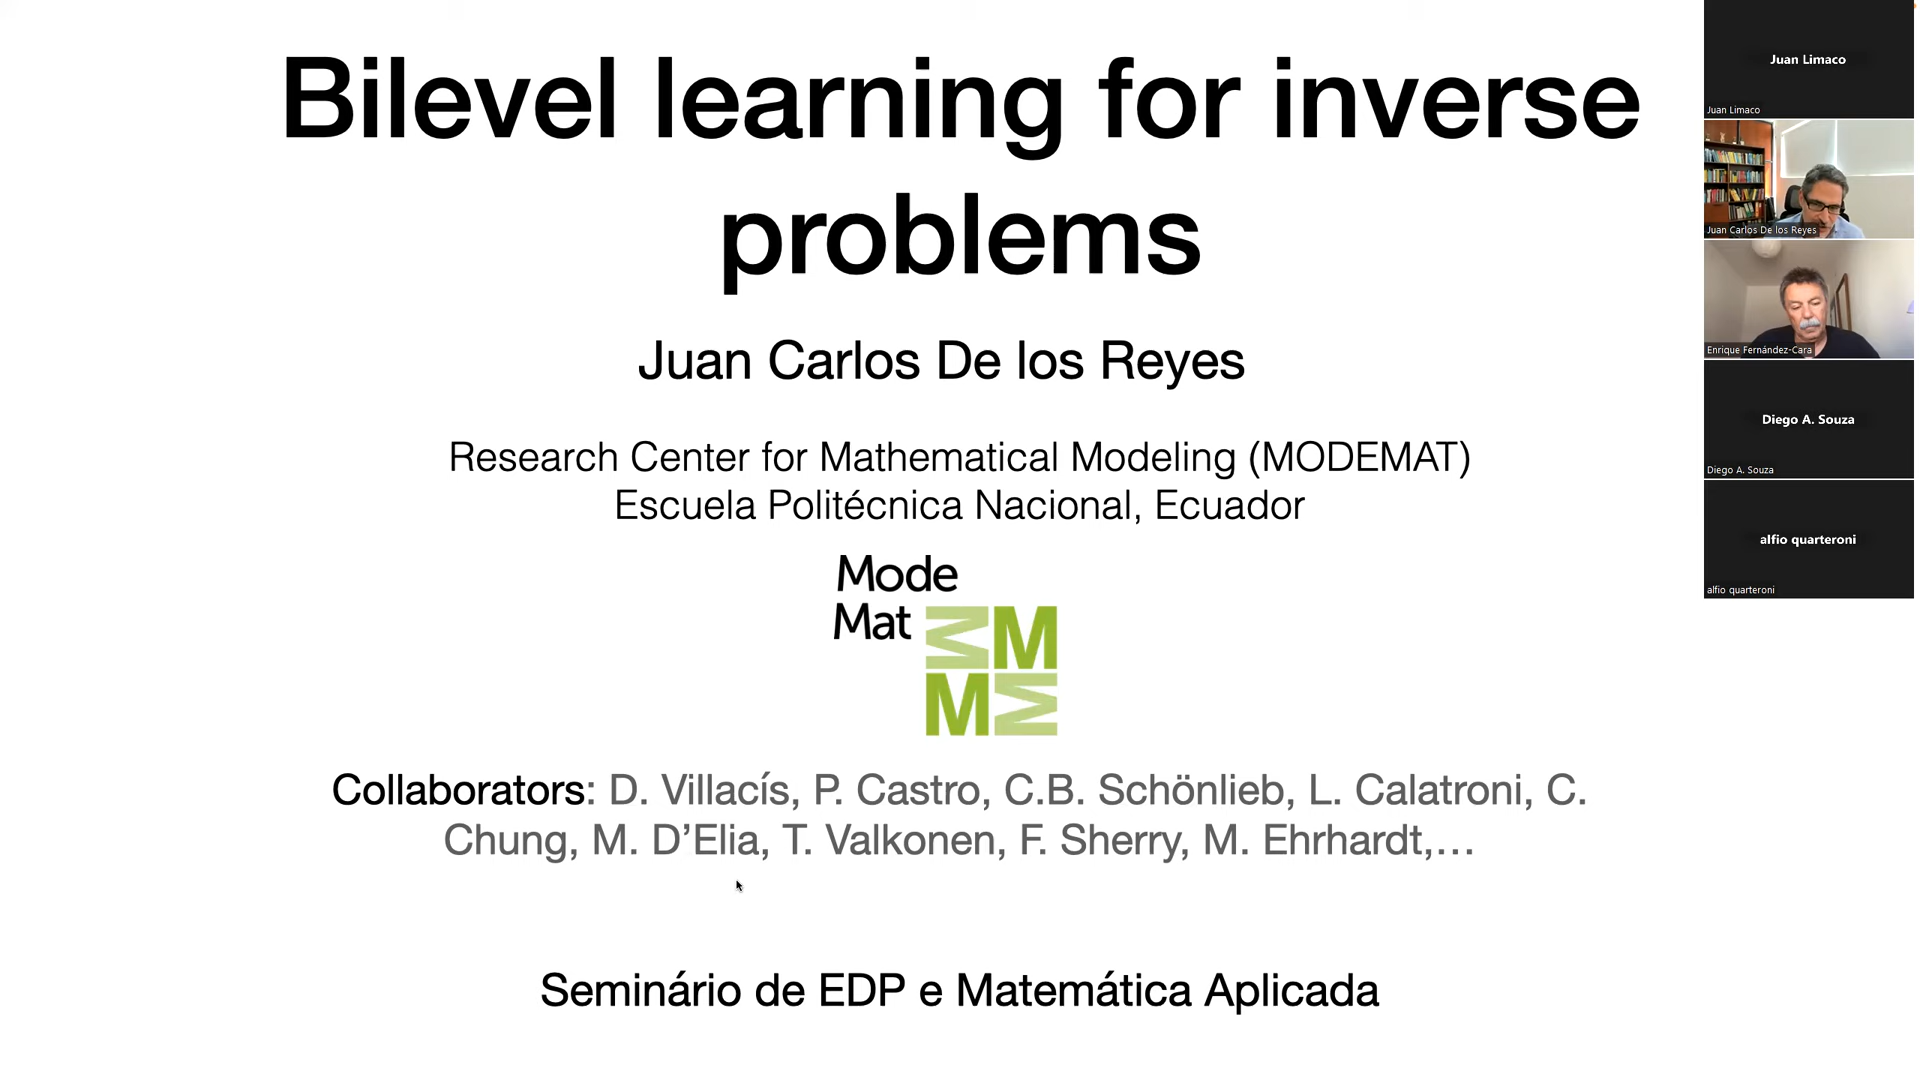 Bilevel learning for inverse
problems
Juan Carlos De los Reyes
Research Center for Mathematical Modeling (MODEMAT)
Escuela Politécnica Nacional, Ecuador
Mode
Mat
M
M
M
M
Collaborators: D. Villacís, P. Castro, C.B. Schönlieb, L. Calatroni, C.
Chung, M. D’Elia, T. Valkonen, F. Sherry, M. Ehrhardt,…
Seminário de EDP e Matemática Aplicada
Juan Limaco
Juan Limaco
Juan Carlos De los Reyes
Enrique Fernández-Cara
Diego A. Souza
Diego A. Souza
alfio quarteroni
alfio quarteroni